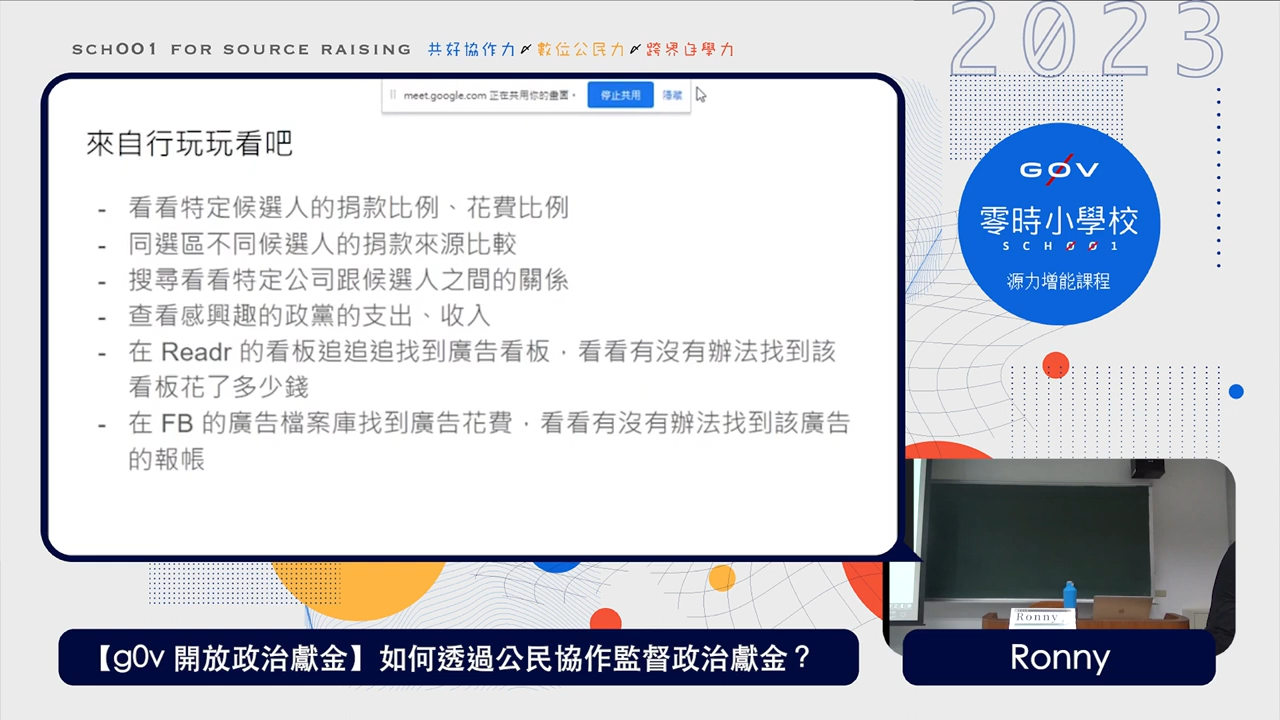 SCH001 FOR SOURCE RAISING 共好協作力 數位公民力 跨界自學力
2023
meet.google.com 正在共用你的畫面。 停止共用 隱藏
來自行玩玩看吧
- 看看特定候選人的捐款比例、花費比例
- 同選區不同候選人的捐款來源比較
- 搜尋看看特定公司跟候選人之間的關係
- 查看感興趣的政黨的支出、收入
- 在 Readr 的看板追追追找到廣告看板，看看有沒有辦法找到該
看板花了多少錢
- 在 FB 的廣告檔案庫找到廣告花費，看看有沒有辦法找到該廣告
的報帳
G0V
零時小學校
SCH001
源力增能課程
Ronny
【g0v 開放政治獻金】如何透過公民協作監督政治獻金？
Ronny